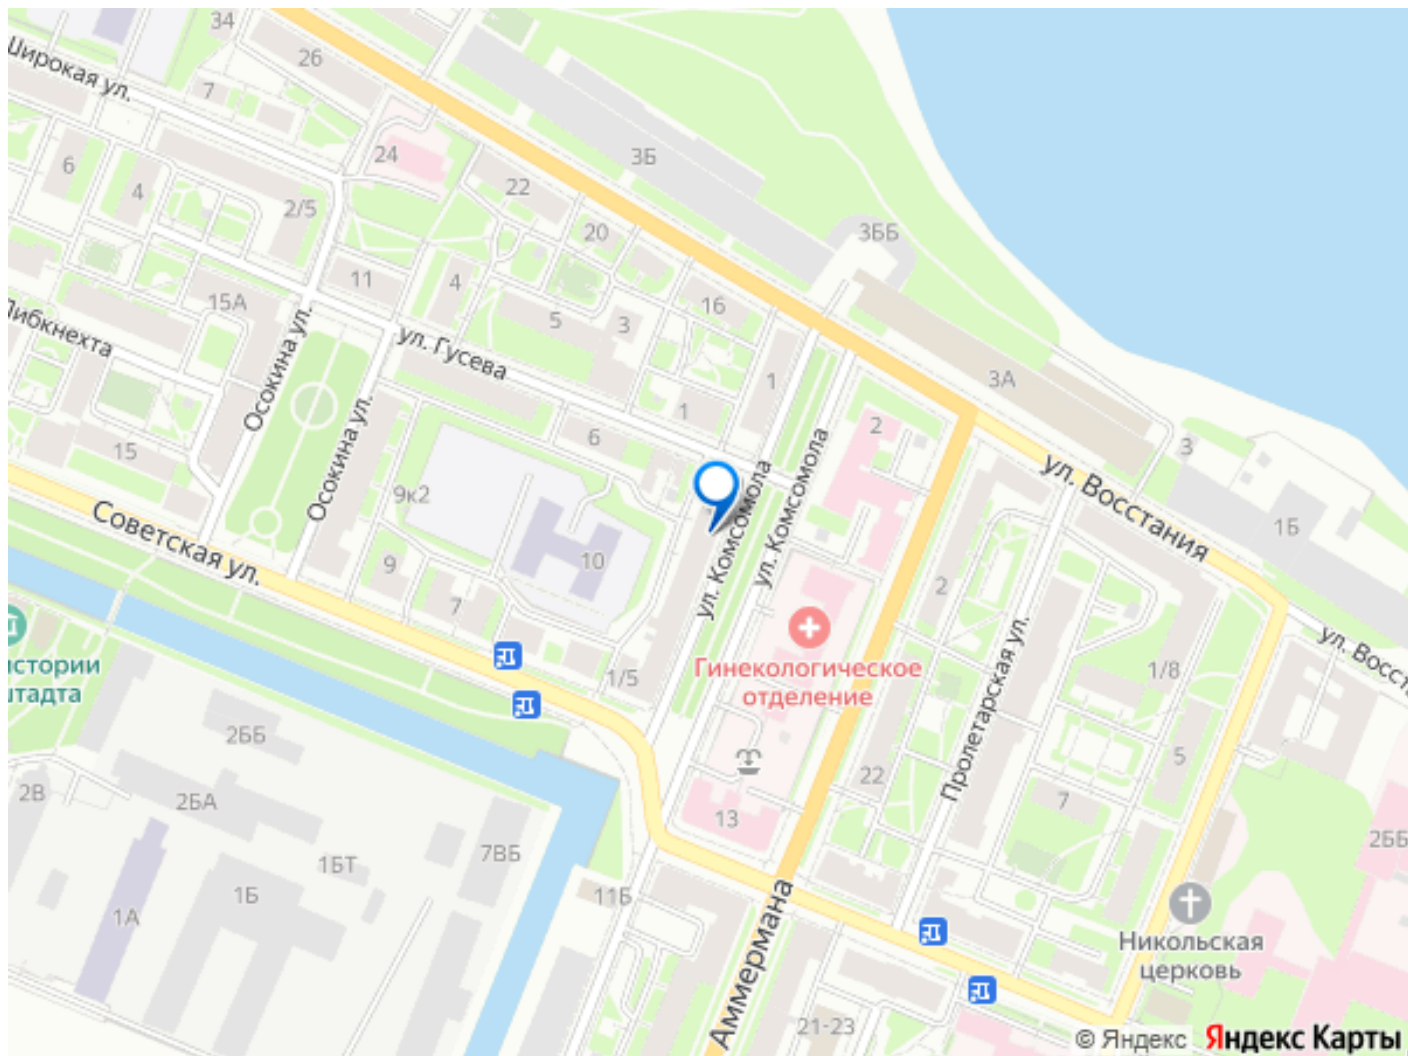 34
26
Широкая ул.
7
24
3Б
6
4
22
2/5
20
3ББ
11
4
15А
16
Либкнехта
5
3
ул. Гусева
1
3А
Осокина ул.
Осокина ул.
1
2
6
3
15
9к2
ул. Комсомола
ул. Комсомола
ул. Восстания
1Б
Советская ул.
10
9
7
2
ул. Восст
истории
штадта
Гинекологическое
отделение
1/5
Пролетарская ул.
1/8
2ББ
5
22
2В
2БА
7
13
2ББ
7ВБ
1БТ
1Б
11Б
1А
Аммермана
Никольская
церковь
21-23
© Яндекс Яндекс Карты